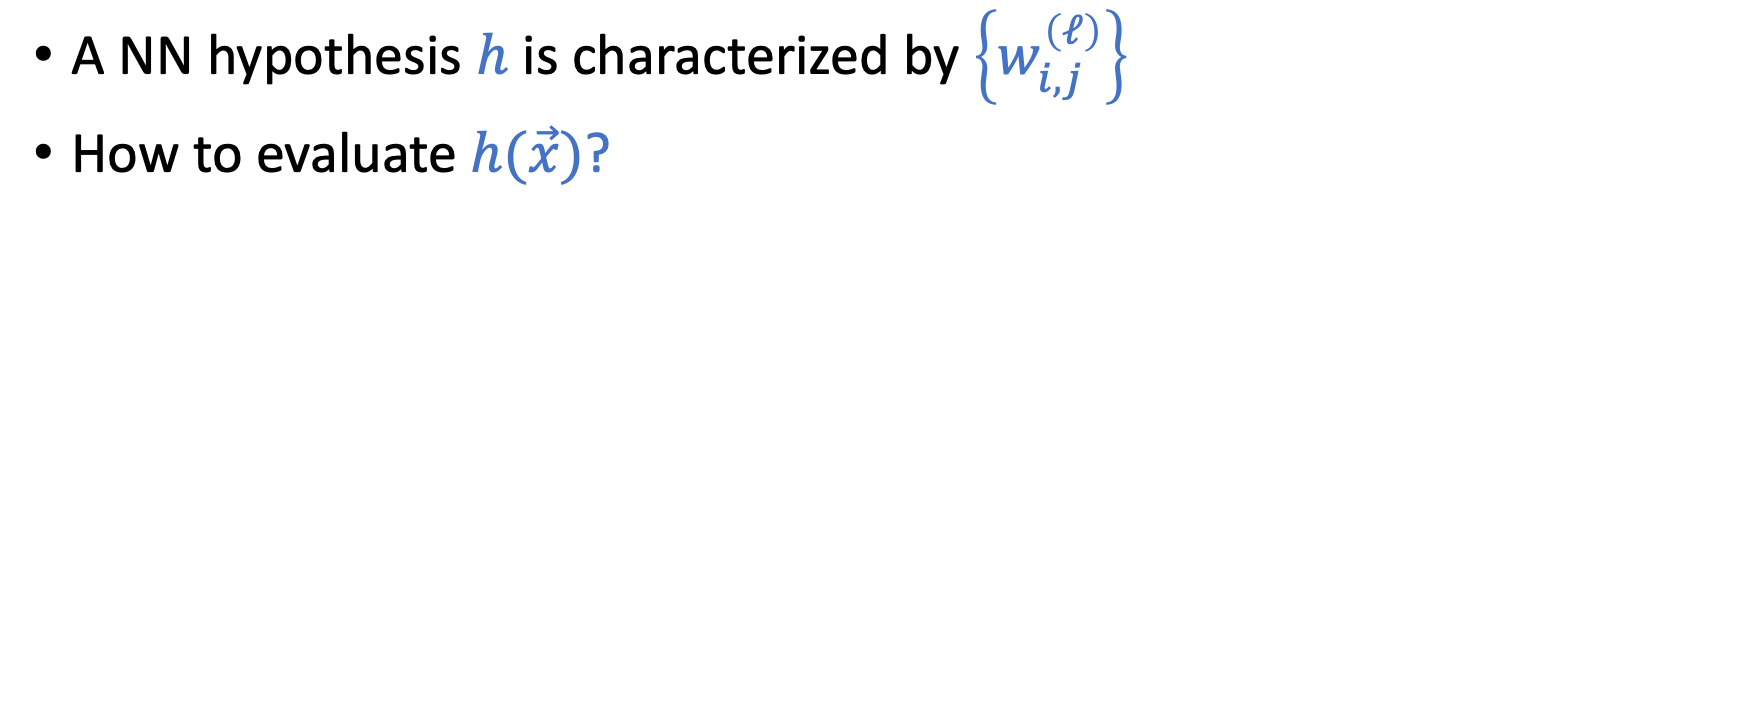 • A NN hypothesis h is characterized by {w_{i,j}^{(ℓ)}}
• How to evaluate h(x⃗)?